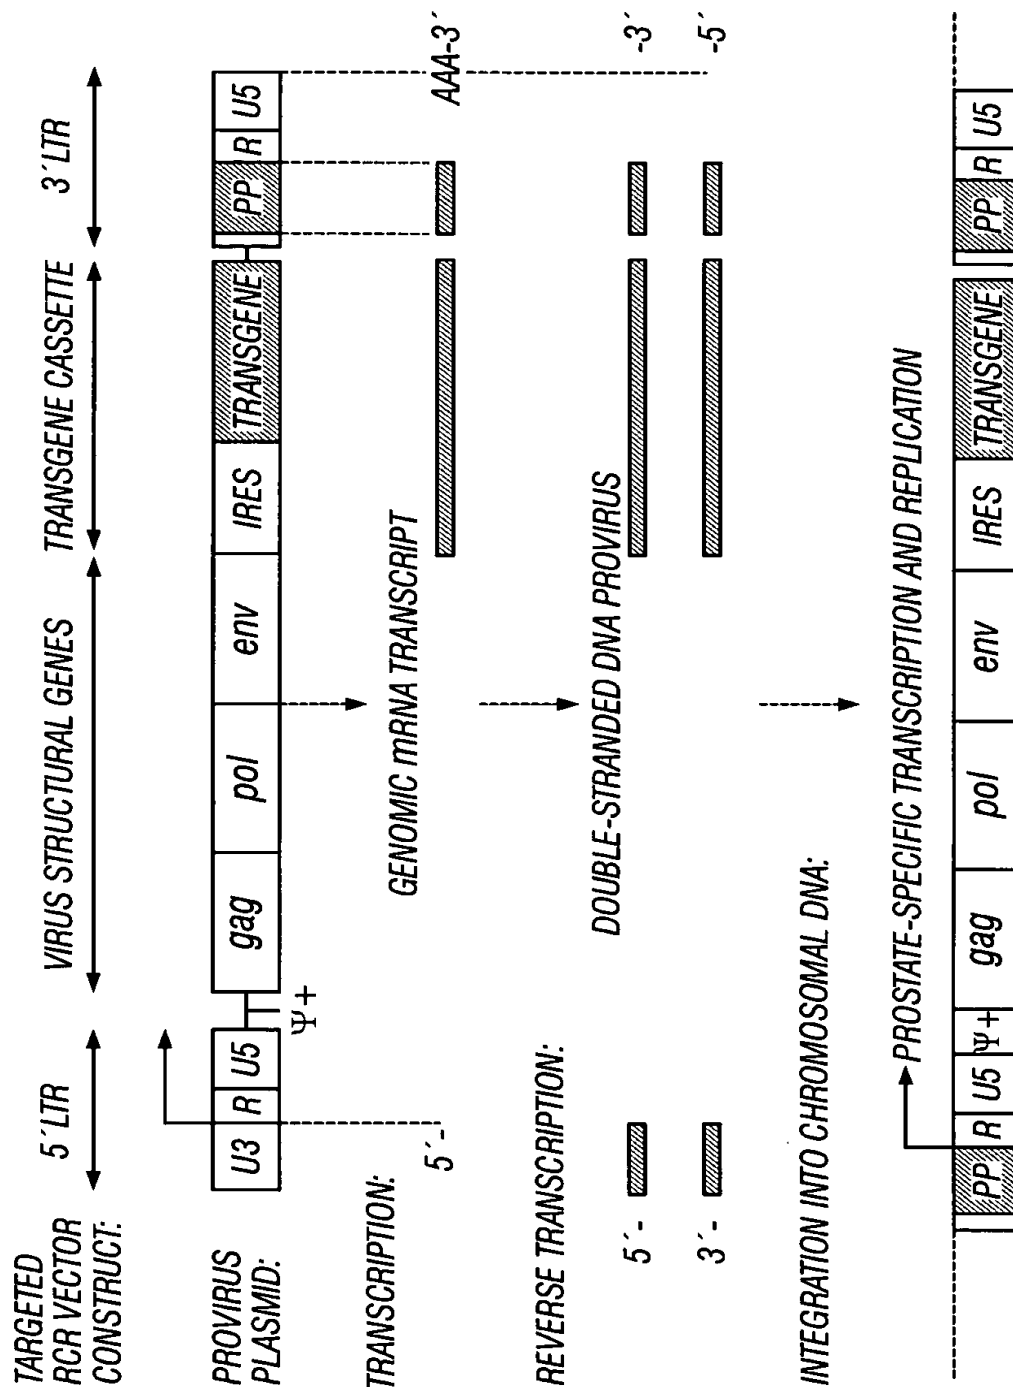 TARGETED
RCR VECTOR
CONSTRUCT:
5´LTR
VIRUS STRUCTURAL GENES
TRANSGENE CASSETTE
3´LTR
PROVIRUS
PLASMID:
U3 R U5 Ψ+ gag pol env IRES TRANSGENE PP R U5
TRANSCRIPTION:
GENOMIC mRNA TRANSCRIPT
5´- AAA-3´
REVERSE TRANSCRIPTION:
DOUBLE-STRANDED DNA PROVIRUS
5´- -3´
3´- -5´
INTEGRATION INTO CHROMOSOMAL DNA:
PROSTATE-SPECIFIC TRANSCRIPTION AND REPLICATION
PP R U5 Ψ+ gag pol env IRES TRANSGENE PP R U5